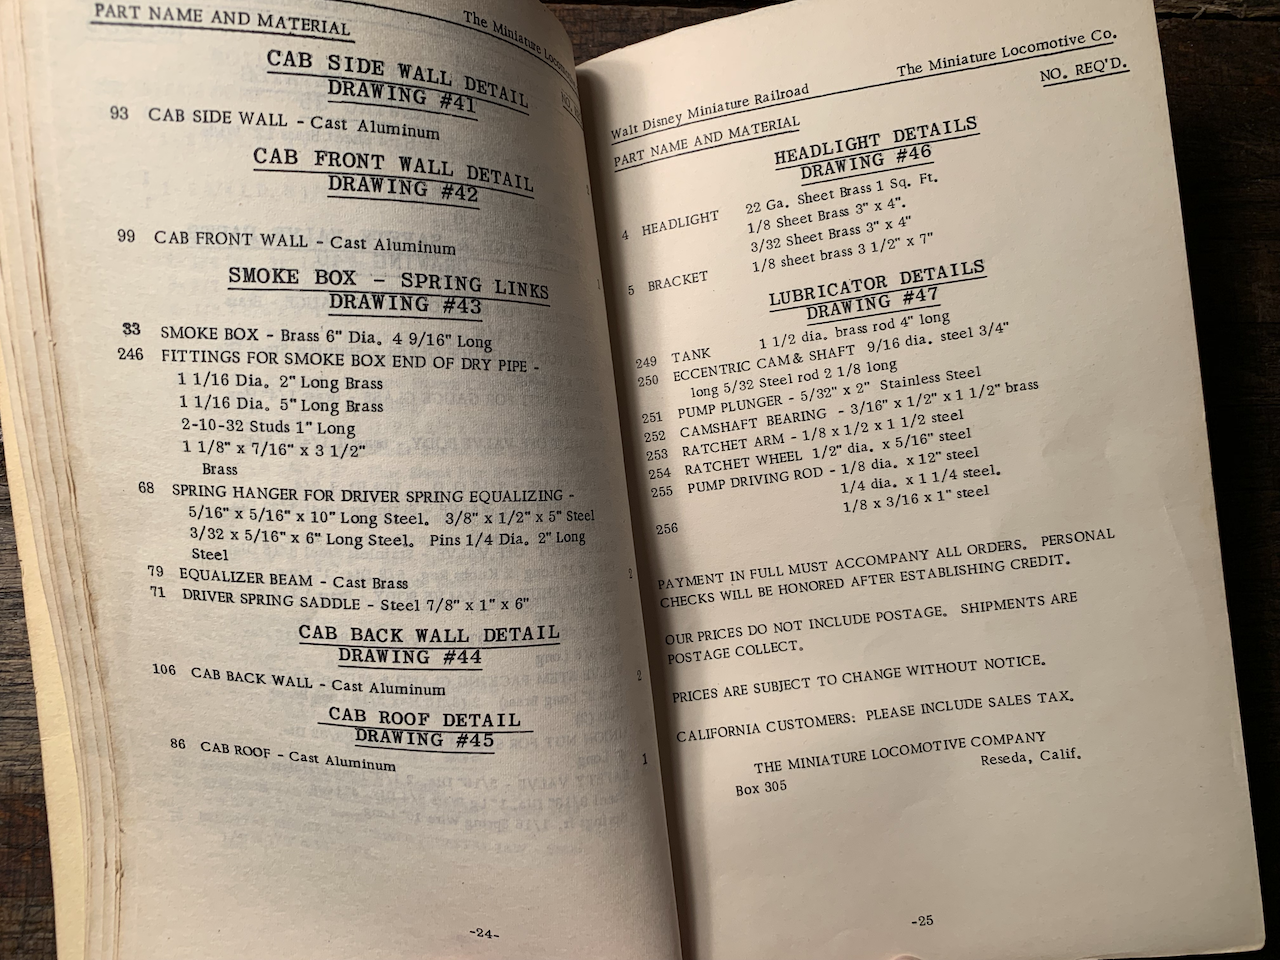 PART NAME AND MATERIAL The Miniature Locomotive
CAB SIDE WALL DETAIL
DRAWING #41
93 CAB SIDE WALL - Cast Aluminum
CAB FRONT WALL DETAIL
DRAWING #42
99 CAB FRONT WALL - Cast Aluminum
SMOKE BOX - SPRING LINKS
DRAWING #43
33 SMOKE BOX - Brass 6" Dia. 4 9/16" Long
246 FITTINGS FOR SMOKE BOX END OF DRY PIPE -
1 1/16 Dia. 2" Long Brass
1 1/16 Dia. 5" Long Brass
2-10-32 Studs 1" Long
1 1/8" x 7/16" x 3 1/2"
Brass
68 SPRING HANGER FOR DRIVER SPRING EQUALIZING -
5/16" x 5/16" x 10" Long Steel. 3/8" x 1/2" x 5" Steel
3/32 x 5/16" x 6" Long Steel. Pins 1/4 Dia. 2" Long
Steel
79 EQUALIZER BEAM - Cast Brass 2
71 DRIVER SPRING SADDLE - Steel 7/8" x 1" x 6"
CAB BACK WALL DETAIL
DRAWING #44
106 CAB BACK WALL - Cast Aluminum 2
CAB ROOF DETAIL
DRAWING #45
86 CAB ROOF - Cast Aluminum 1
-24-
Walt Disney Miniature Railroad The Miniature Locomotive Co.
PART NAME AND MATERIAL NO. REQ'D.
HEADLIGHT DETAILS
DRAWING #46
4 HEADLIGHT 22 Ga. Sheet Brass 1 Sq. Ft.
1/8 Sheet Brass 3" x 4".
3/32 Sheet Brass 3" x 4"
5 BRACKET 1/8 sheet brass 3 1/2" x 7"
LUBRICATOR DETAILS
DRAWING #47
249 TANK 1 1/2 dia. brass rod 4" long
250 ECCENTRIC CAM & SHAFT 9/16 dia. steel 3/4"
long 5/32 Steel rod 2 1/8 long
251 PUMP PLUNGER - 5/32" x 2" Stainless Steel
252 CAMSHAFT BEARING - 3/16" x 1/2" x 1 1/2" brass
253 RATCHET ARM - 1/8 x 1/2 x 1 1/2 steel
254 RATCHET WHEEL 1/2" dia. x 5/16" steel
255 PUMP DRIVING ROD - 1/8 dia. x 12" steel
1/4 dia. x 1 1/4 steel.
256 1/8 x 3/16 x 1" steel
PAYMENT IN FULL MUST ACCOMPANY ALL ORDERS. PERSONAL
CHECKS WILL BE HONORED AFTER ESTABLISHING CREDIT.
OUR PRICES DO NOT INCLUDE POSTAGE. SHIPMENTS ARE
POSTAGE COLLECT.
PRICES ARE SUBJECT TO CHANGE WITHOUT NOTICE.
CALIFORNIA CUSTOMERS: PLEASE INCLUDE SALES TAX.
THE MINIATURE LOCOMOTIVE COMPANY
Box 305 Reseda, Calif.
-25